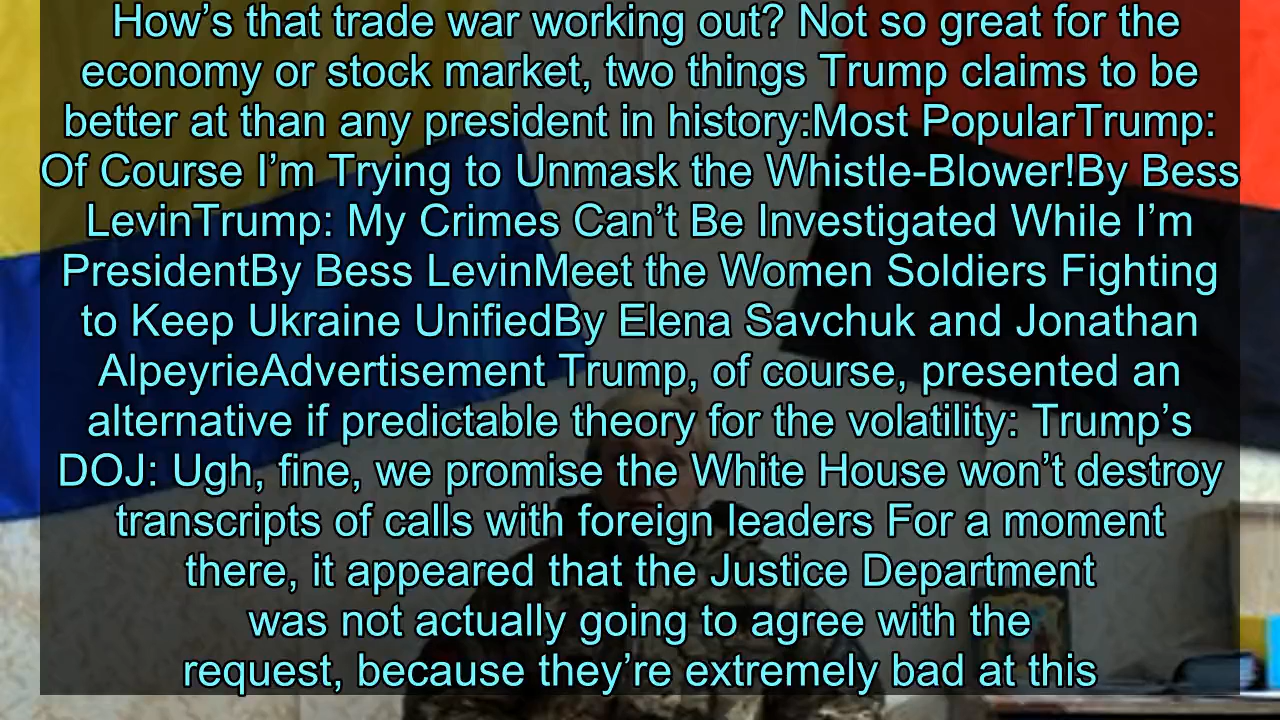 How’s that trade war working out? Not so great for the
economy or stock market, two things Trump claims to be
better at than any president in history:Most PopularTrump:
Of Course I’m Trying to Unmask the Whistle-Blower!By Bess
LevinTrump: My Crimes Can’t Be Investigated While I’m
PresidentBy Bess LevinMeet the Women Soldiers Fighting
to Keep Ukraine UnifiedBy Elena Savchuk and Jonathan
AlpeyrieAdvertisement Trump, of course, presented an
alternative if predictable theory for the volatility: Trump’s
DOJ: Ugh, fine, we promise the White House won’t destroy
transcripts of calls with foreign leaders For a moment
there, it appeared that the Justice Department
was not actually going to agree with the
request, because they’re extremely bad at this